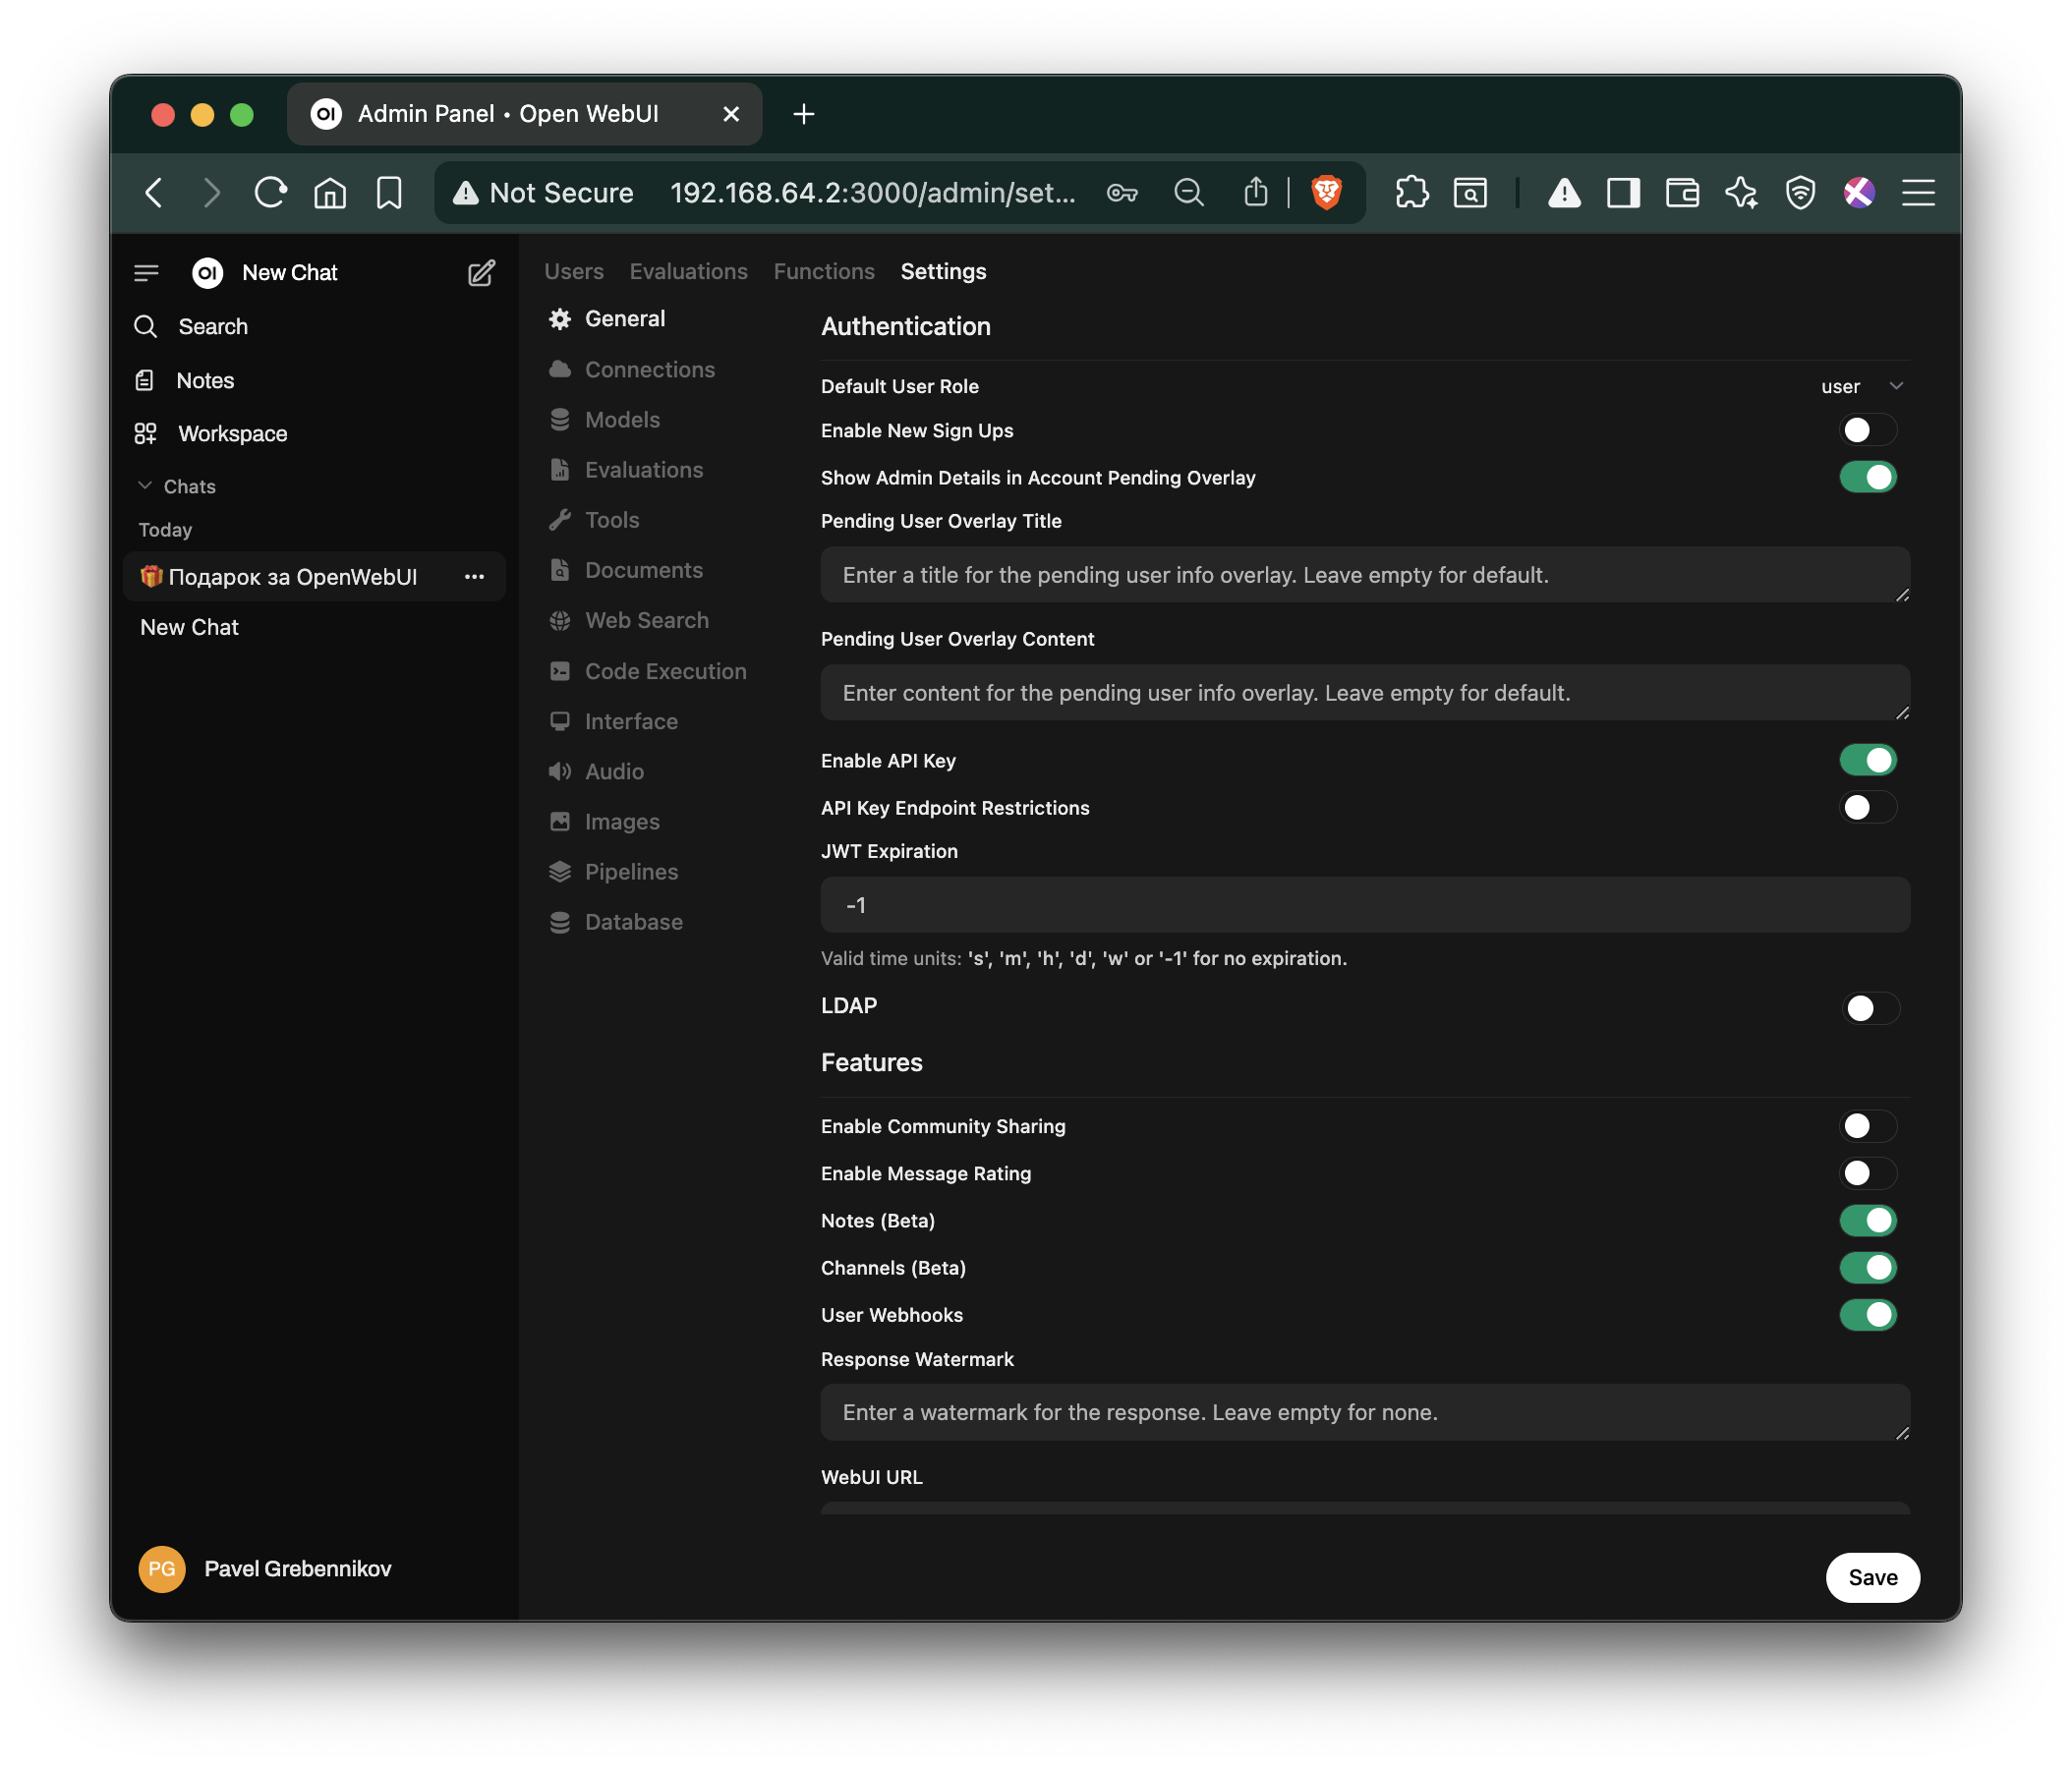 OI Admin Panel • Open WebUI
Not Secure 192.168.64.2:3000/admin/set...
OI New Chat
Search
Notes
Workspace
Chats
Today
🎁 Подарок за OpenWebUI
New Chat
PG Pavel Grebennikov
Users Evaluations Functions Settings
General
Connections
Models
Evaluations
Tools
Documents
Web Search
Code Execution
Interface
Audio
Images
Pipelines
Database
Authentication
Default User Role user
Enable New Sign Ups
Show Admin Details in Account Pending Overlay
Pending User Overlay Title
Enter a title for the pending user info overlay. Leave empty for default.
Pending User Overlay Content
Enter content for the pending user info overlay. Leave empty for default.
Enable API Key
API Key Endpoint Restrictions
JWT Expiration
-1
Valid time units: 's', 'm', 'h', 'd', 'w' or '-1' for no expiration.
LDAP
Features
Enable Community Sharing
Enable Message Rating
Notes (Beta)
Channels (Beta)
User Webhooks
Response Watermark
Enter a watermark for the response. Leave empty for none.
WebUI URL
Save